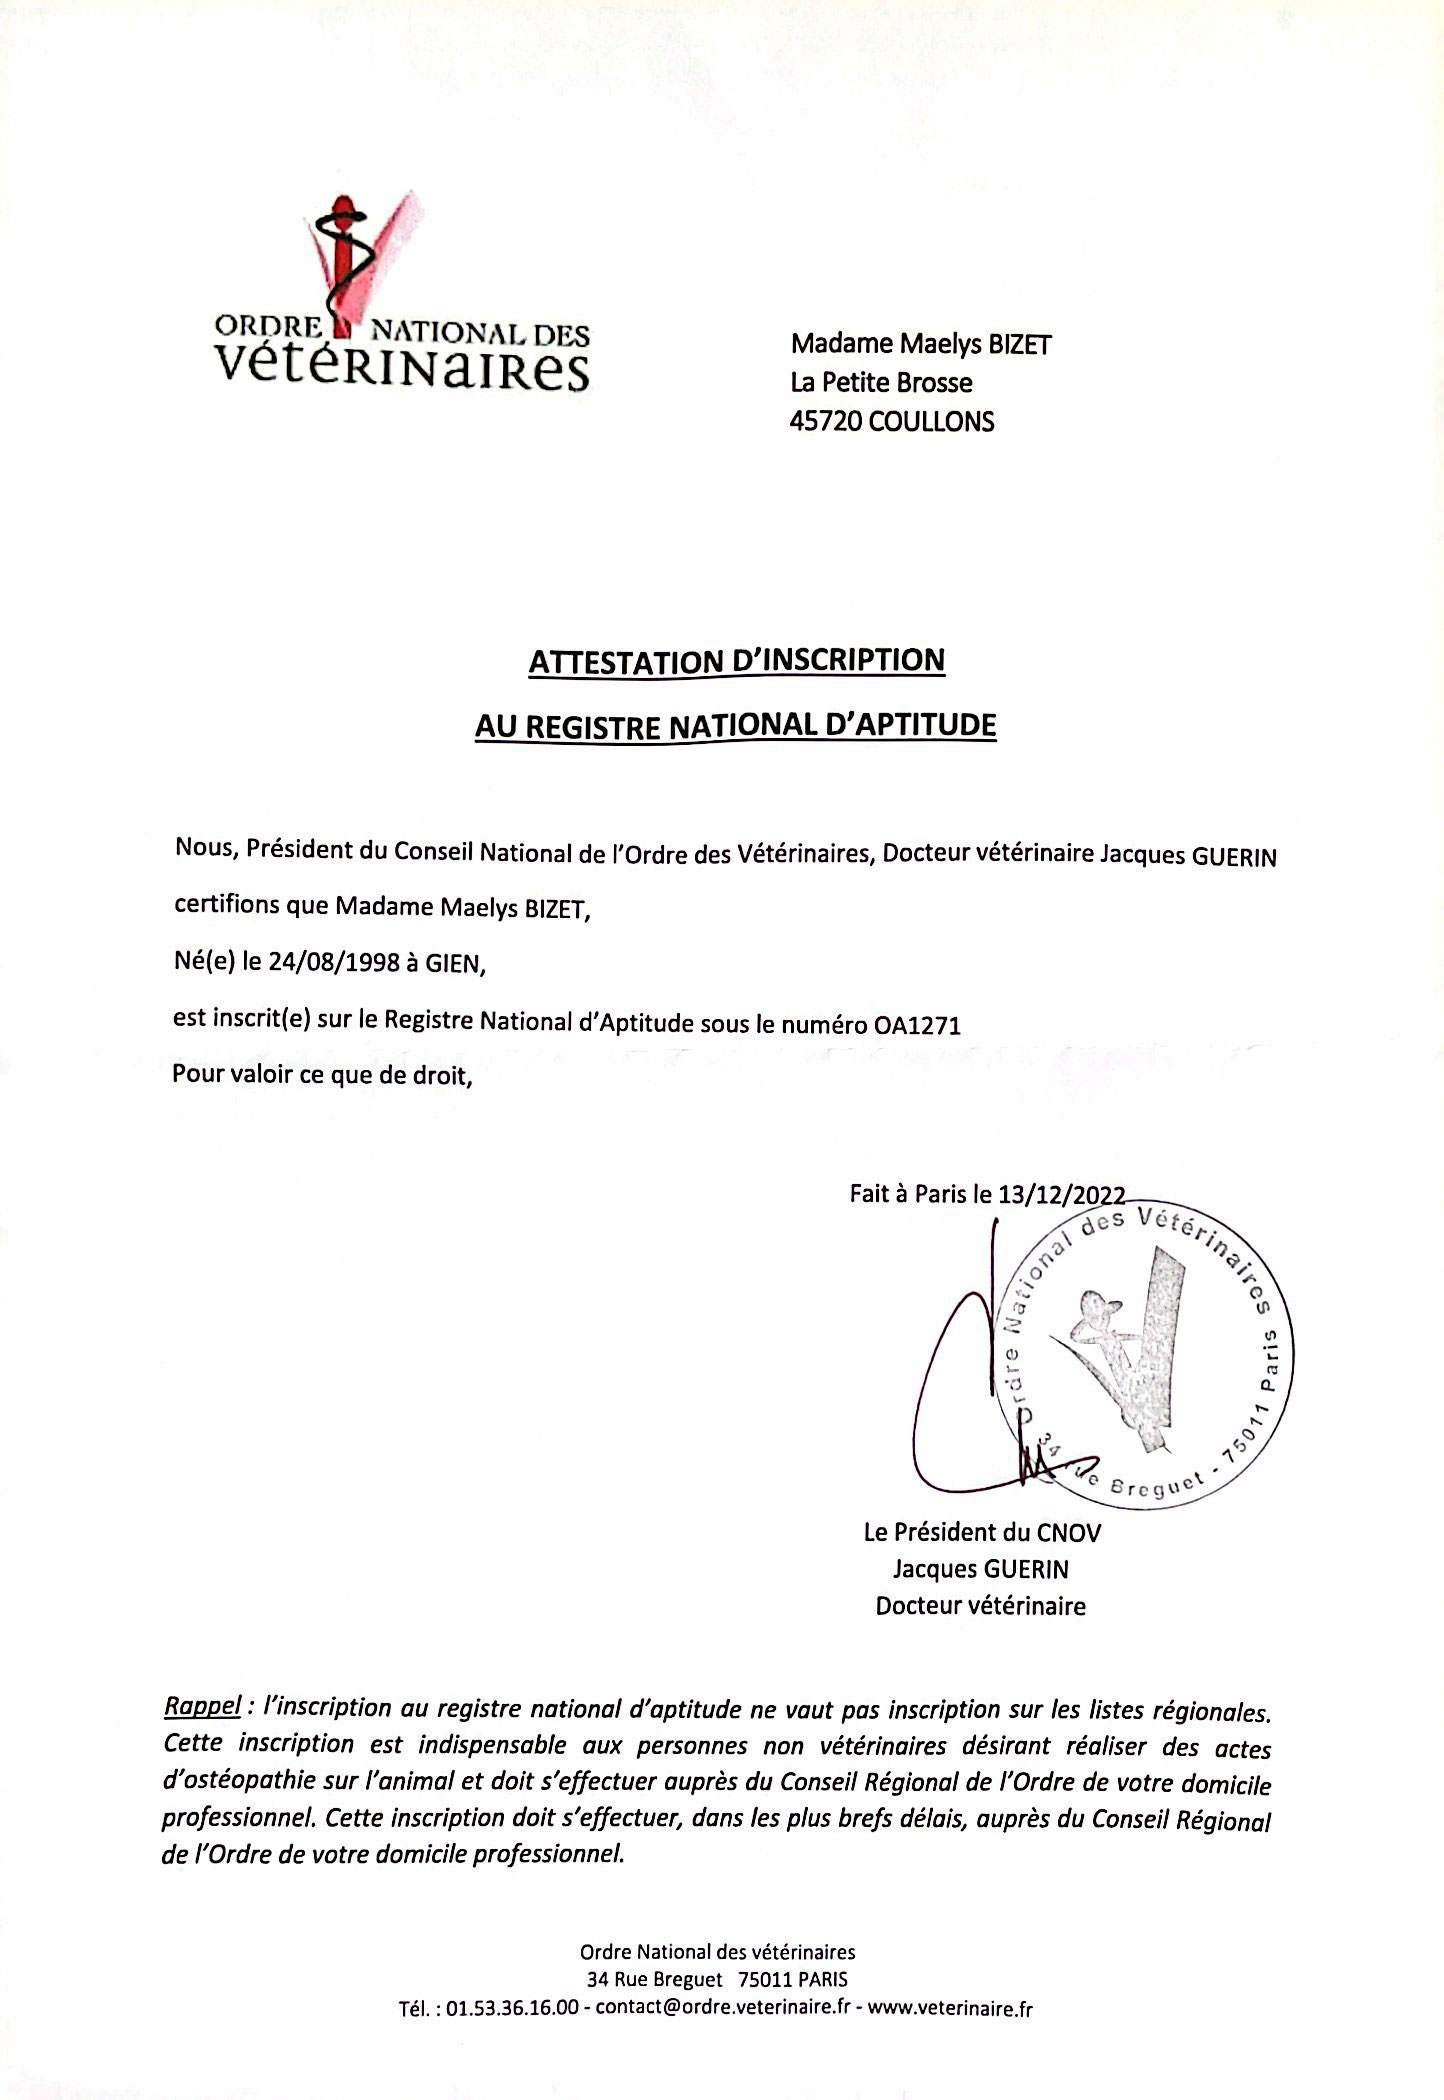 ORDRE NATIONAL DES
VéTéRINaIRes
Madame Maelys BIZET
La Petite Brosse
45720 COULLONS
ATTESTATION D'INSCRIPTION
AU REGISTRE NATIONAL D'APTITUDE
Nous, Président du Conseil National de l'Ordre des Vétérinaires, Docteur vétérinaire Jacques GUERIN
certifions que Madame Maelys BIZET,
Né(e) le 24/08/1998 à GIEN,
est inscrit(e) sur le Registre National d'Aptitude sous le numéro OA1271
Pour valoir ce que de droit,
Fait à Paris le 13/12/2022
Ordre National des Vétérinaires
34 rue Breguet - 75011 Paris
Le Président du CNOV
Jacques GUERIN
Docteur vétérinaire
Rappel : l'inscription au registre national d'aptitude ne vaut pas inscription sur les listes régionales.
Cette inscription est indispensable aux personnes non vétérinaires désirant réaliser des actes
d'ostéopathie sur l'animal et doit s'effectuer auprès du Conseil Régional de l'Ordre de votre domicile
professionnel. Cette inscription doit s'effectuer, dans les plus brefs délais, auprès du Conseil Régional
de l'Ordre de votre domicile professionnel.
Ordre National des vétérinaires
34 Rue Breguet 75011 PARIS
Tél. : 01.53.36.16.00 - contact@ordre.veterinaire.fr - www.veterinaire.fr